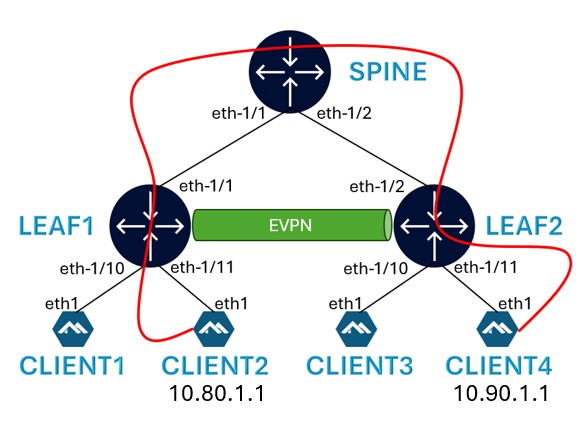 SPINE
eth-1/1
eth-1/2
eth-1/1
eth-1/2
LEAF1
EVPN
LEAF2
eth-1/10
eth-1/11
eth-1/10
eth-1/11
eth1
eth1
eth1
eth1
CLIENT1
CLIENT2
CLIENT3
CLIENT4
10.80.1.1
10.90.1.1